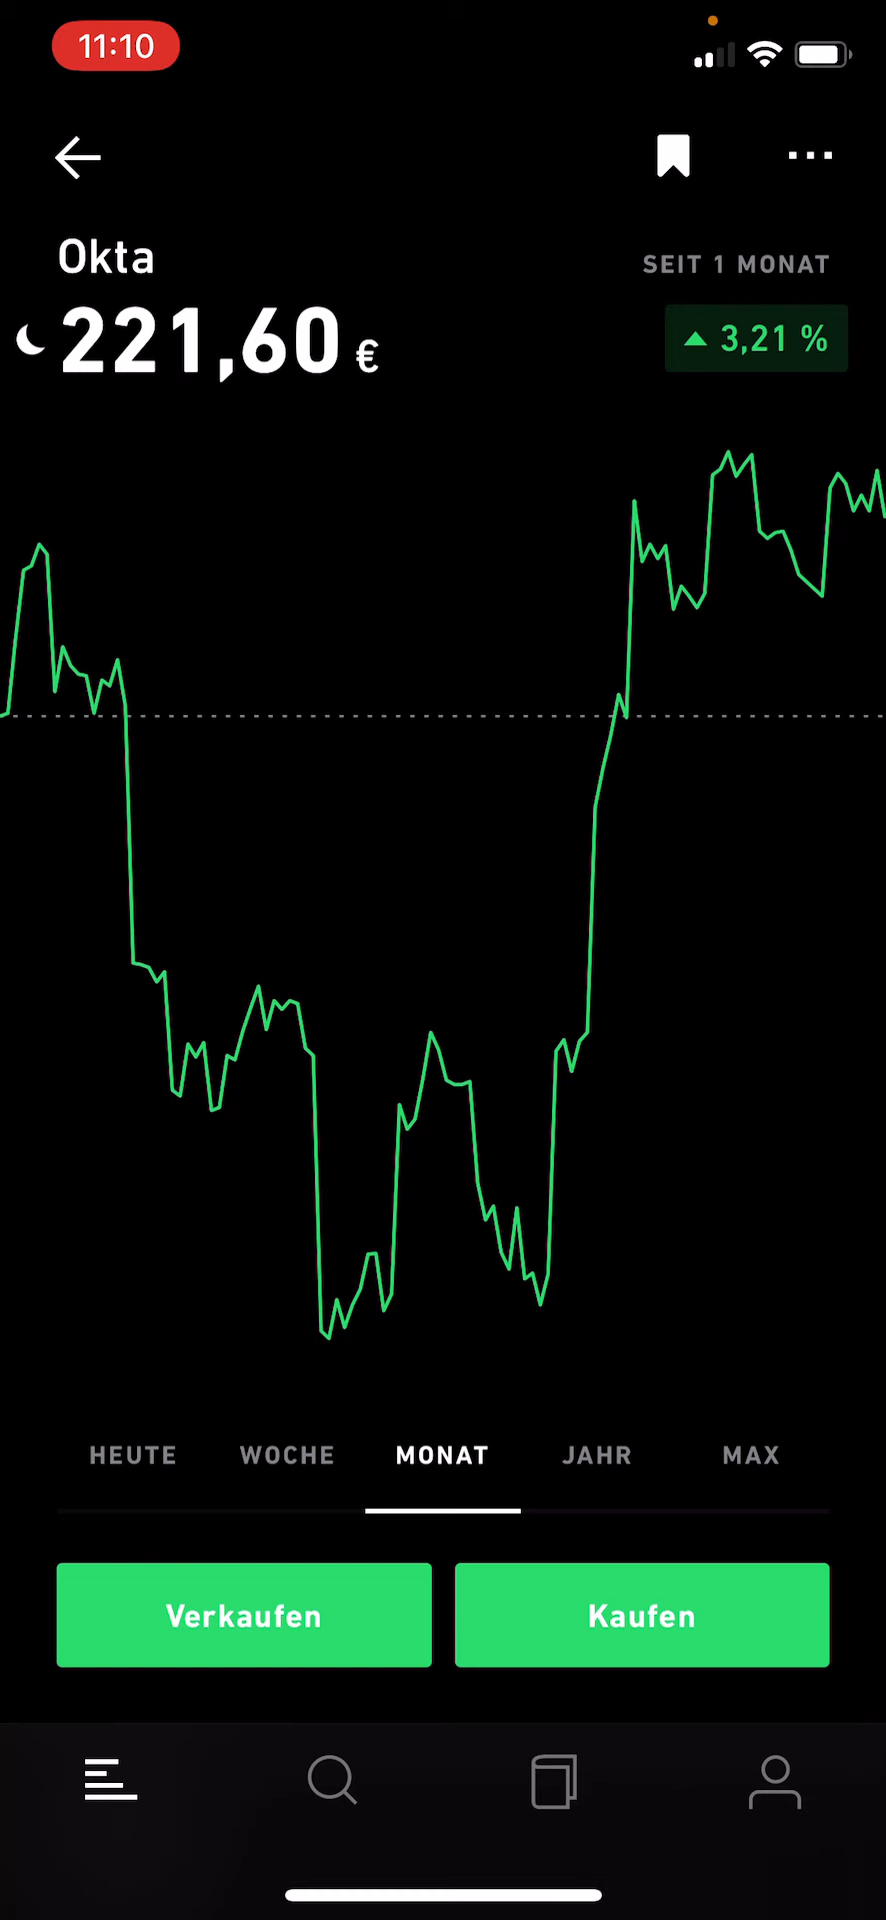 11:10
Okta
SEIT 1 MONAT
221,60 €
3,21 %
HEUTE
WOCHE
MONAT
JAHR
MAX
Verkaufen
Kaufen